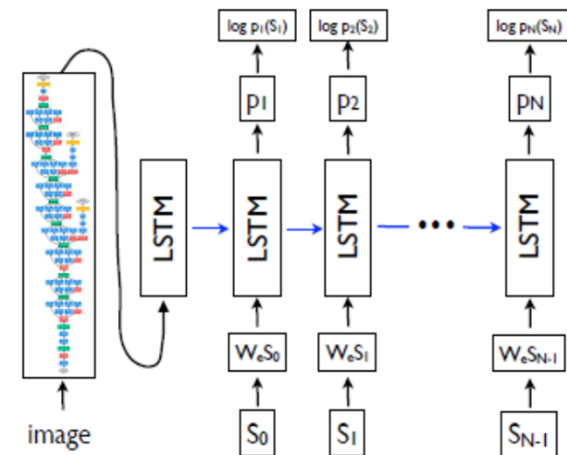 log p₁(S₁) log p₂(S₂) log pN(SN)
p₁ p₂ pN
LSTM LSTM LSTM ••• LSTM
WₑS₀ WₑS₁ WₑSN-1
image S₀ S₁ SN-1